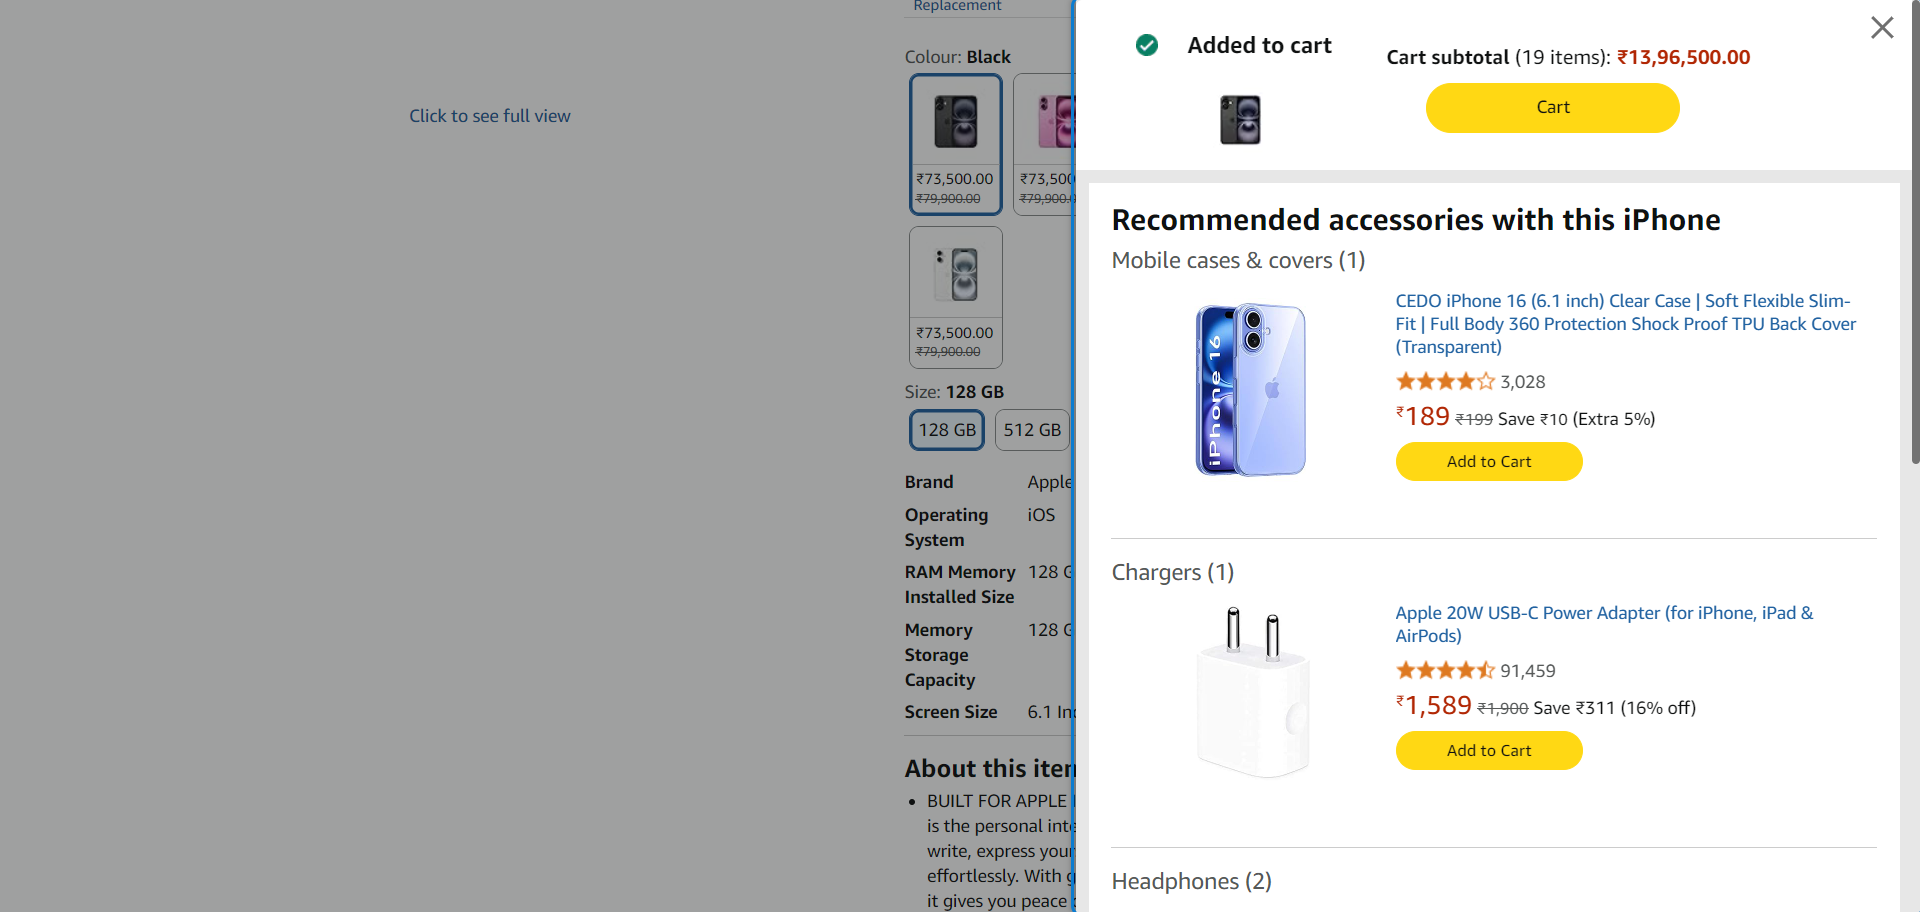 Replacement
Colour: Black
Click to see full view
₹73,500.00
₹79,900.00
₹73,500
₹79,900.0
₹73,500.00
₹79,900.00
Size: 128 GB
128 GB
512 GB
Brand Apple
Operating System iOS
RAM Memory Installed Size 128 G
Memory Storage Capacity 128 G
Screen Size 6.1 In
About this item
• BUILT FOR APPLE
is the personal inte
write, express your
effortlessly. With g
it gives you peace
Added to cart
Cart subtotal (19 items): ₹13,96,500.00
Cart
Recommended accessories with this iPhone
Mobile cases & covers (1)
iPhone 16
CEDO iPhone 16 (6.1 inch) Clear Case | Soft Flexible Slim-
Fit | Full Body 360 Protection Shock Proof TPU Back Cover
(Transparent)
3,028
₹189 ₹199 Save ₹10 (Extra 5%)
Add to Cart
Chargers (1)
Apple 20W USB-C Power Adapter (for iPhone, iPad &
AirPods)
91,459
₹1,589 ₹1,900 Save ₹311 (16% off)
Add to Cart
Headphones (2)